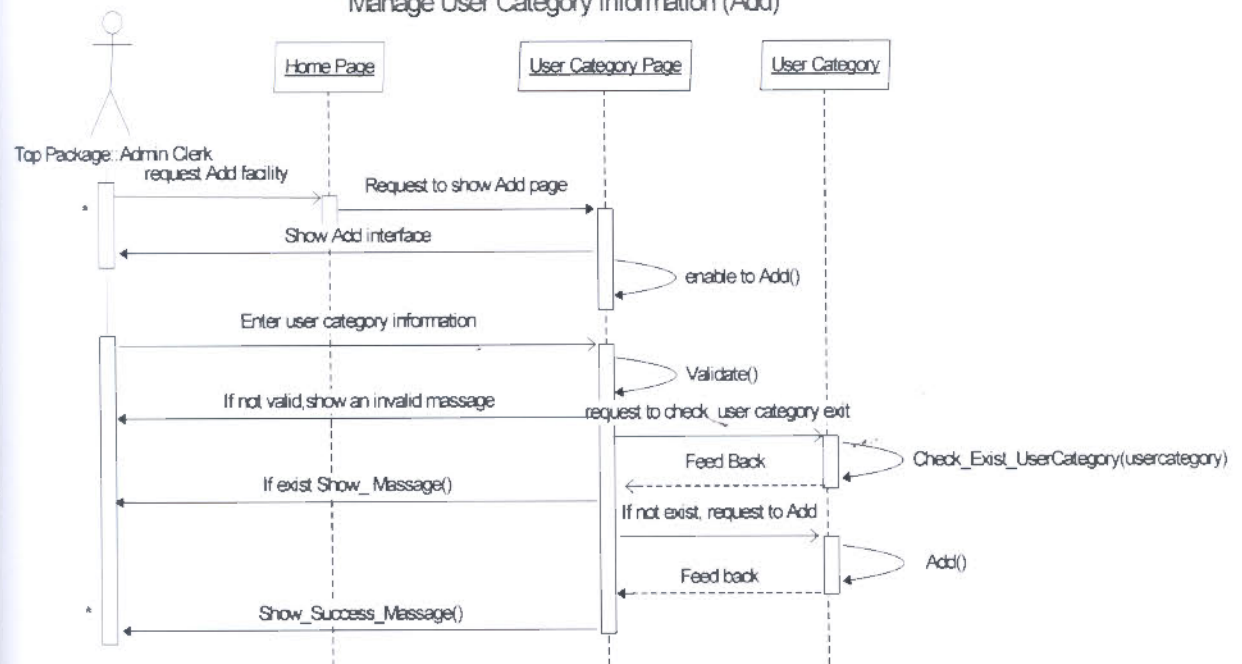 Manage User Category Information (Add)
Home Page
User Category Page
User Category
Top Package::Admin Clerk
request Add facility
Request to show Add page
*
Show Add interface
enable to Add()
Enter user category information
Validate()
If not valid,show an invalid massage
request to check user category exit
Feed Back
Check_Exist_UserCategory(usercategory)
If exist Show_ Massage()
If not exist, request to Add
Add()
Feed back
*
Show_Success_Massage()